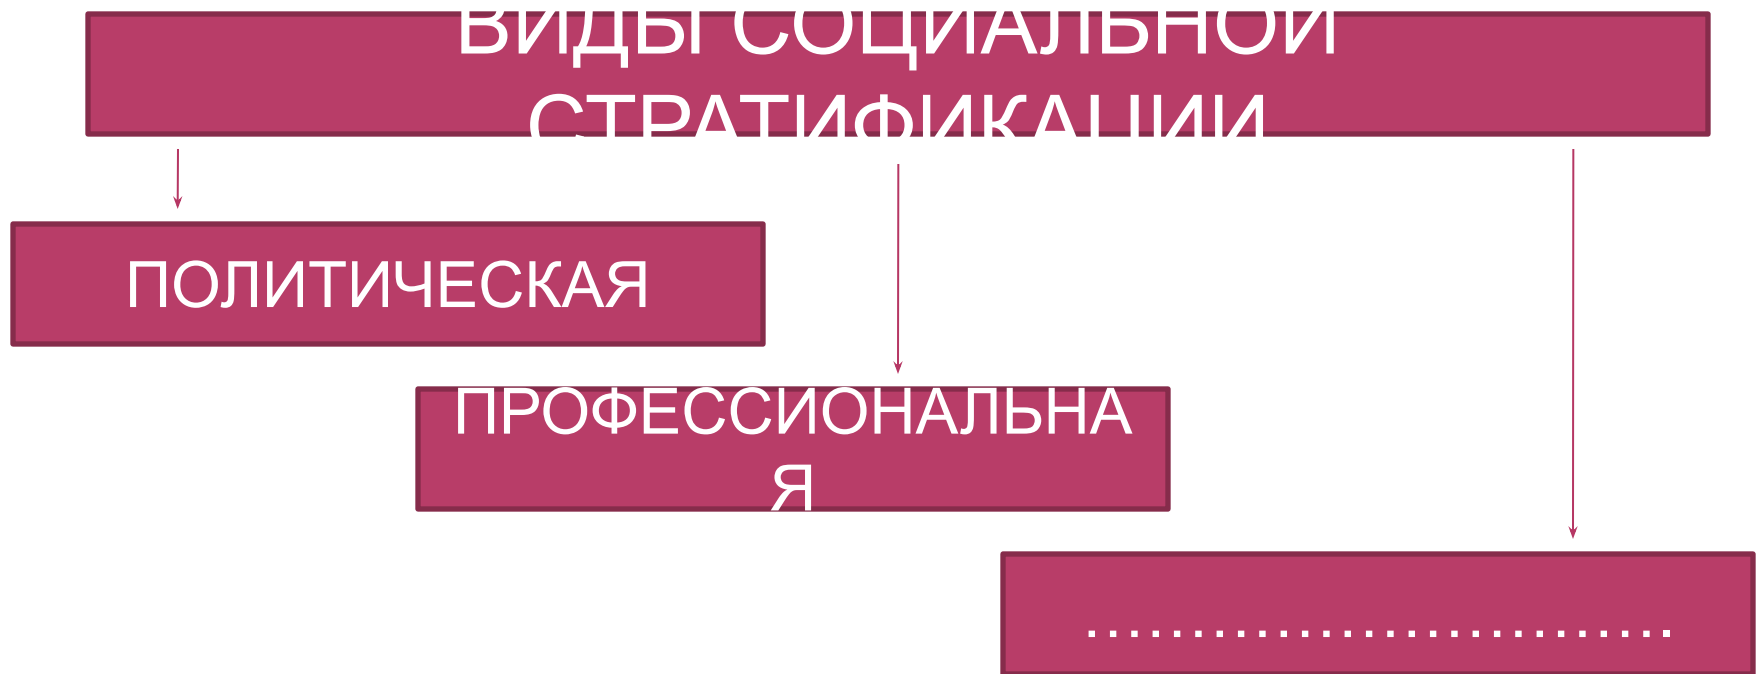 ВИДЫ СОЦИАЛЬНОЙ
СТРАТИФИКАЦИИ
ПОЛИТИЧЕСКАЯ
ПРОФЕССИОНАЛЬНА
Я
............................